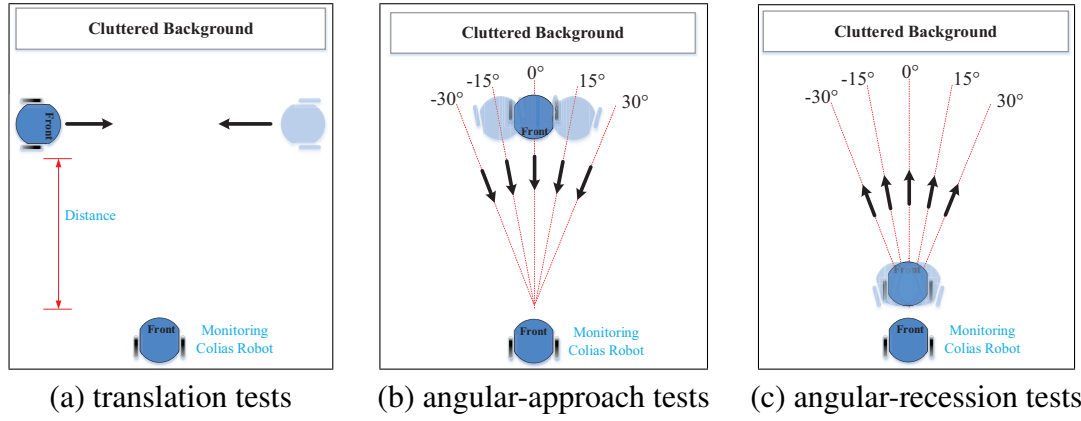 Cluttered Background
Front
Front
Distance
Front
Monitoring
Colias Robot
(a) translation tests
Cluttered Background
-30°
-15°
0°
15°
30°
Front
Front
Monitoring
Colias Robot
(b) angular-approach tests
Cluttered Background
-30°
-15°
0°
15°
30°
Front
Front
Monitoring
Colias Robot
(c) angular-recession tests